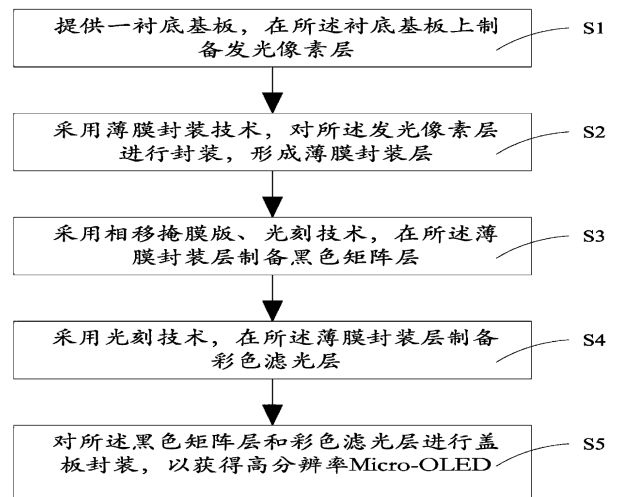 提供一衬底基板，在所述衬底基板上制
备发光像素层
S1
采用薄膜封装技术，对所述发光像素层
进行封装，形成薄膜封装层
S2
采用相移掩膜版、光刻技术，在所述薄
膜封装层制备黑色矩阵层
S3
采用光刻技术，在所述薄膜封装层制备
彩色滤光层
S4
对所述黑色矩阵层和彩色滤光层进行盖
板封装，以获得高分辨率Micro-OLED
S5